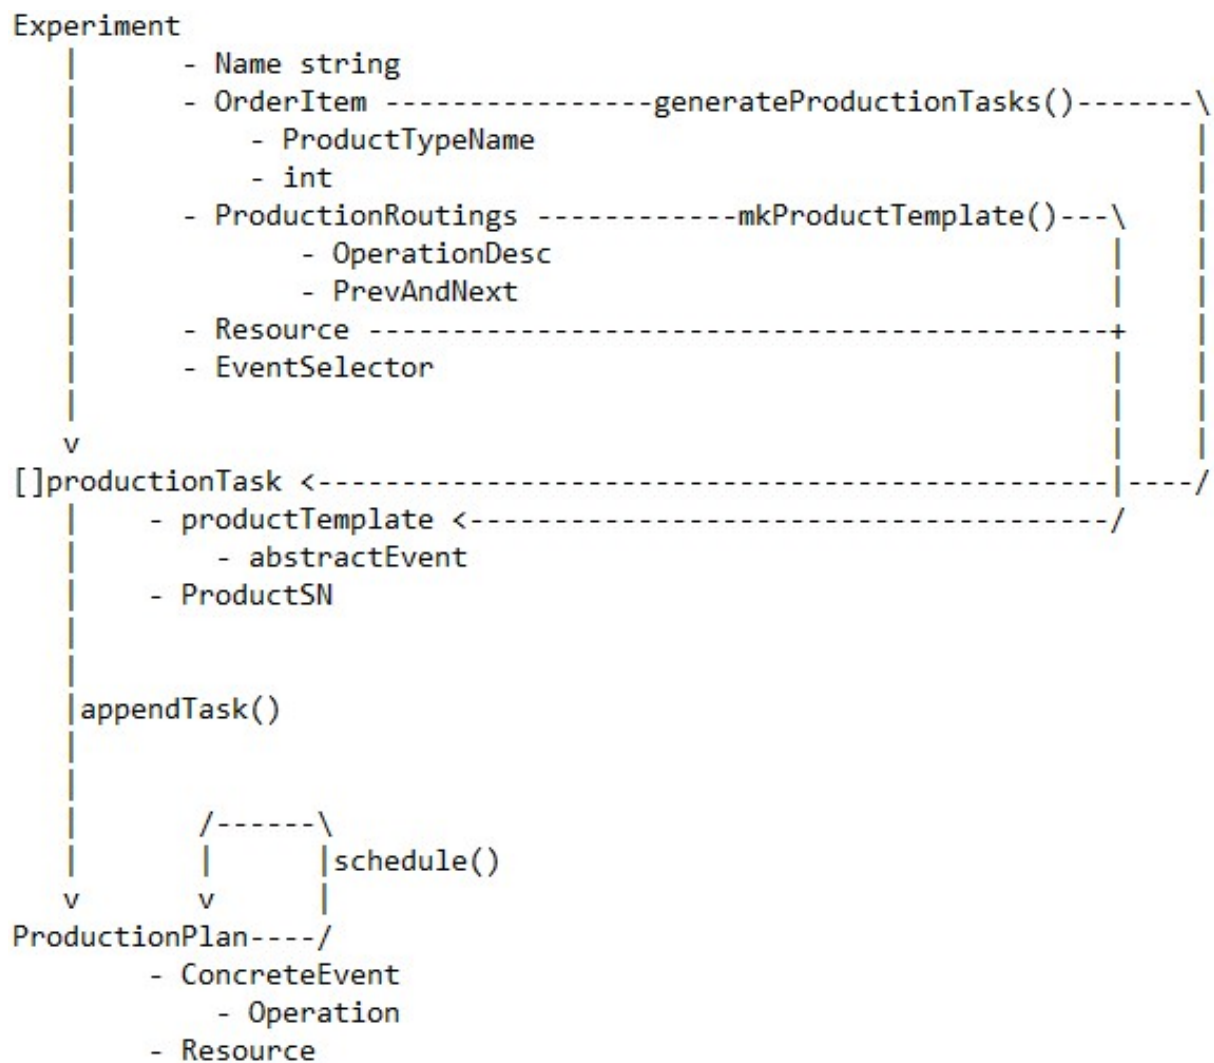 Experiment
   |      - Name string
   |      - OrderItem ----------------generateProductionTasks()-------\
   |          - ProductTypeName                                       |
   |          - int                                                   |
   |      - ProductionRoutings ------------mkProductTemplate()---\    |
   |             - OperationDesc                                 |    |
   |             - PrevAndNext                                   |    |
   |      - Resource --------------------------------------------+    |
   |      - EventSelector                                        |    |
   |                                                             |    |
   v                                                             |    |
[]productionTask <-----------------------------------------------|----/
   |    - productTemplate <--------------------------------------/
   |        - abstractEvent
   |    - ProductSN
   |
   |
   |appendTask()
   |
   |
   |       /------\
   |       |      |schedule()
   v       v      |
ProductionPlan----/
        - ConcreteEvent
            - Operation
        - Resource